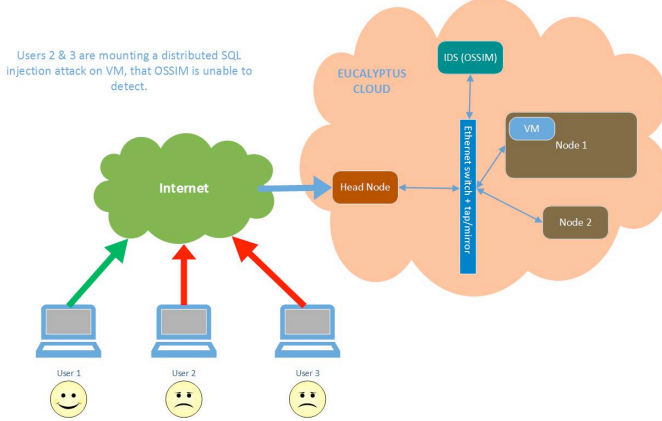 Users 2 & 3 are mounting a distributed SQL
injection attack on VM, that OSSIM is unable to
detect.
EUCALYPTUS
CLOUD
IDS (OSSIM)
Ethernet switch + tap/mirror
VM
Node 1
Internet
Head Node
Node 2
User 1
User 2
User 3